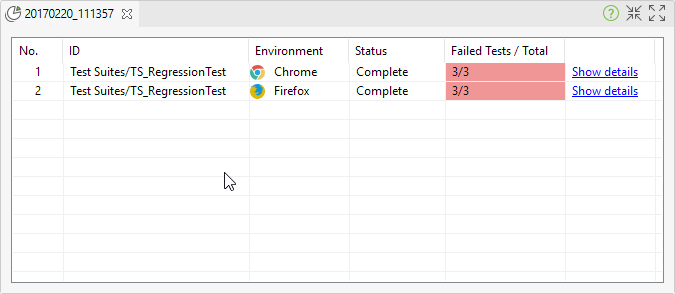 20170220_111357
No. ID Environment Status Failed Tests / Total
1 Test Suites/TS_RegressionTest Chrome Complete 3/3 Show details
2 Test Suites/TS_RegressionTest Firefox Complete 3/3 Show details